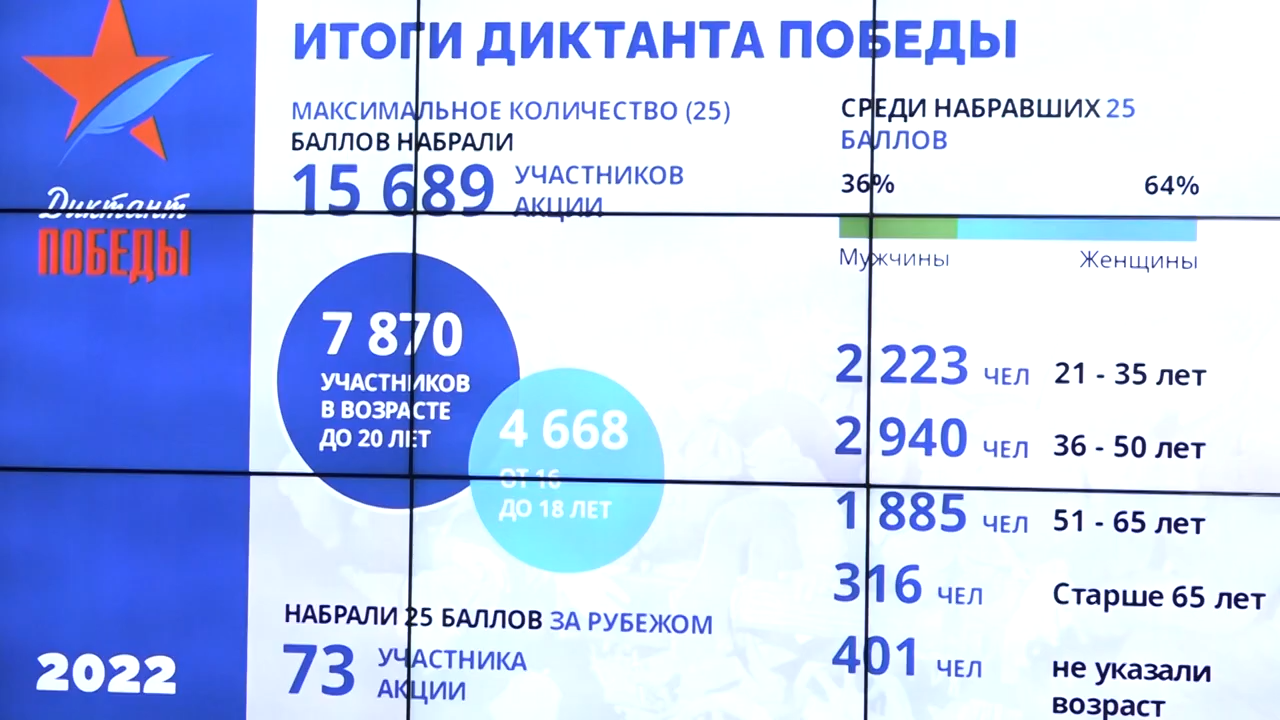 ИТОГИ ДИКТАНТА ПОБЕДЫ
МАКСИМАЛЬНОЕ КОЛИЧЕСТВО (25)
БАЛЛОВ НАБРАЛИ
15 689
УЧАСТНИКОВ
АКЦИИ
СРЕДИ НАБРАВШИХ 25
БАЛЛОВ
36%
64%
Мужчины
Женщины
Диктант
ПОБЕДЫ
7 870
УЧАСТНИКОВ
В ВОЗРАСТЕ
ДО 20 ЛЕТ
4 668
ОТ 16
ДО 18 ЛЕТ
2 223 ЧЕЛ 21 - 35 лет
2 940 ЧЕЛ 36 - 50 лет
1 885 ЧЕЛ 51 - 65 лет
316 ЧЕЛ Старше 65 лет
401 ЧЕЛ не указали
возраст
НАБРАЛИ 25 БАЛЛОВ ЗА РУБЕЖОМ
73
УЧАСТНИКА
АКЦИИ
2022